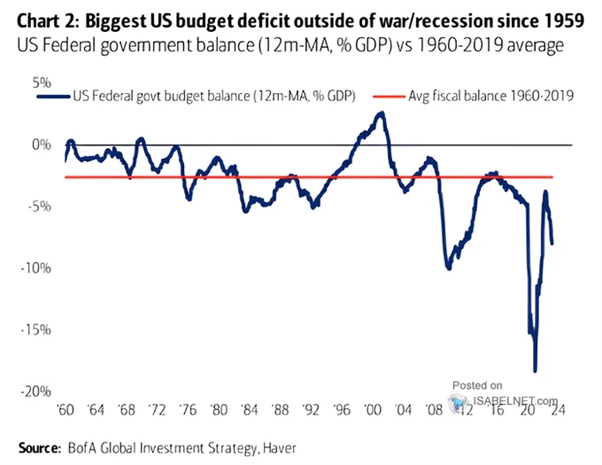 Chart 2: Biggest US budget deficit outside of war/recession since 1959
US Federal government balance (12m-MA, % GDP) vs 1960-2019 average
5%
US Federal govt budget balance (12m-MA, % GDP)
Avg fiscal balance 1960-2019
0%
-5%
-10%
-15%
-20%
Posted on
ISABELNET.com
'60 '64 '68 '72 '76 '80 '84 '88 '92 '96 '00 '04 '08 '12 '16 '20 '24
Source: BofA Global Investment Strategy, Haver